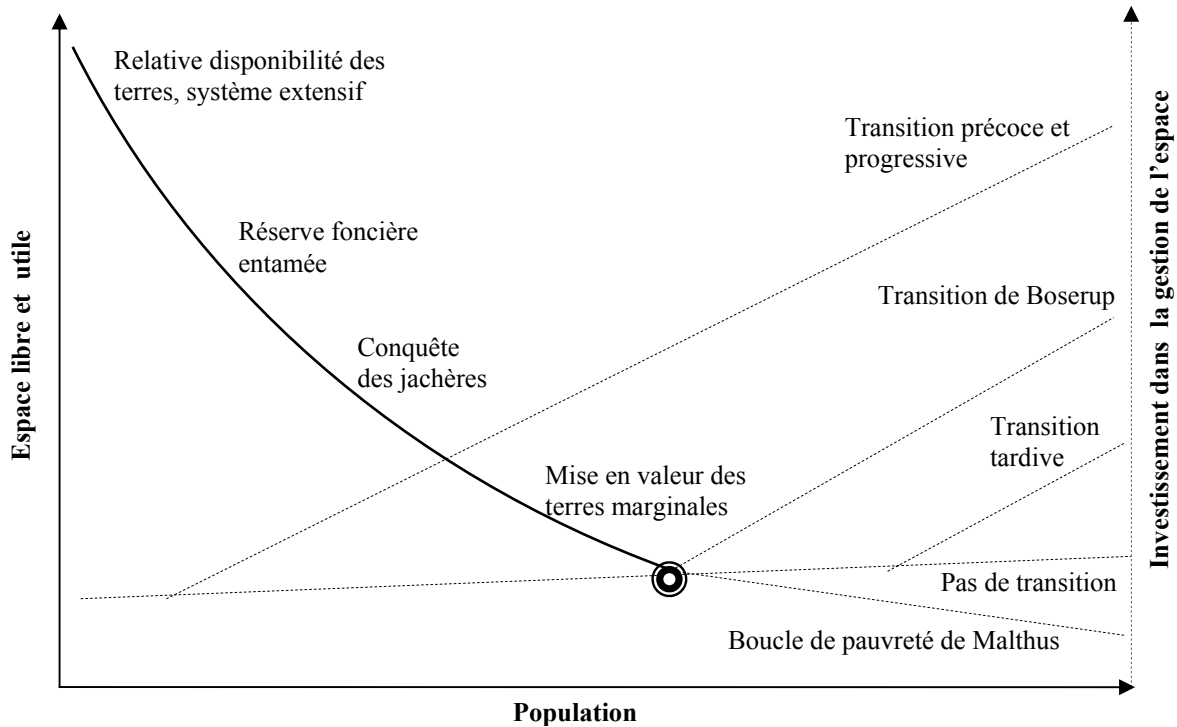 Relative disponibilité des
terres, système extensif
Transition précoce et
progressive
Réserve foncière
entamée
Transition de Boserup
Conquête
des jachères
Transition
tardive
Mise en valeur des
terres marginales
Pas de transition
Boucle de pauvreté de Malthus
Espace libre et  utile
Investissement dans  la gestion de l'espace
Population